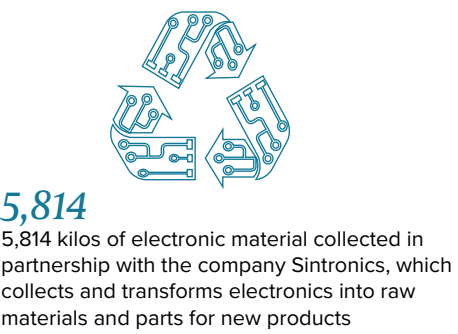 5,814
5,814 kilos of electronic material collected in
partnership with the company Sintronics, which
collects and transforms electronics into raw
materials and parts for new products